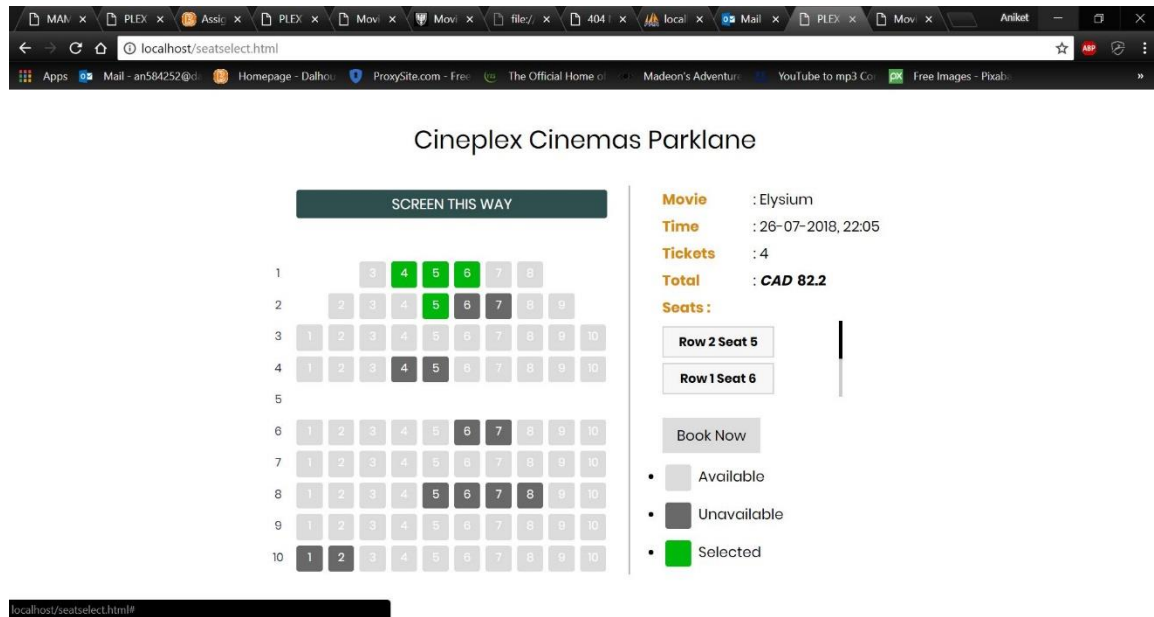 MAN PLEX Assig PLEX Movi Movi file:// 404 local Mail PLEX Movi Aniket
localhost/seatselect.html
Apps Mail - an584252@da Homepage - Dalhou ProxySite.com - Free The Official Home of Madeon's Adventure YouTube to mp3 Co Free Images - Pixab
Cineplex Cinemas Parklane
SCREEN THIS WAY
1 3 4 5 6 7 8
2 2 3 4 5 6 7 8 9
3 1 2 3 4 5 6 7 8 9 10
4 1 2 3 4 5 6 7 8 9 10
5
6 1 2 3 4 5 6 7 8 9 10
7 1 2 3 4 5 6 7 8 9 10
8 1 2 3 4 5 6 7 8 9 10
9 1 2 3 4 5 6 7 8 9 10
10 1 2 3 4 5 6 7 8 9 10
Movie : Elysium
Time : 26-07-2018, 22:05
Tickets : 4
Total : CAD 82.2
Seats :
Row 2 Seat 5
Row 1 Seat 6
Book Now
Available
Unavailable
Selected
localhost/seatselect.html#